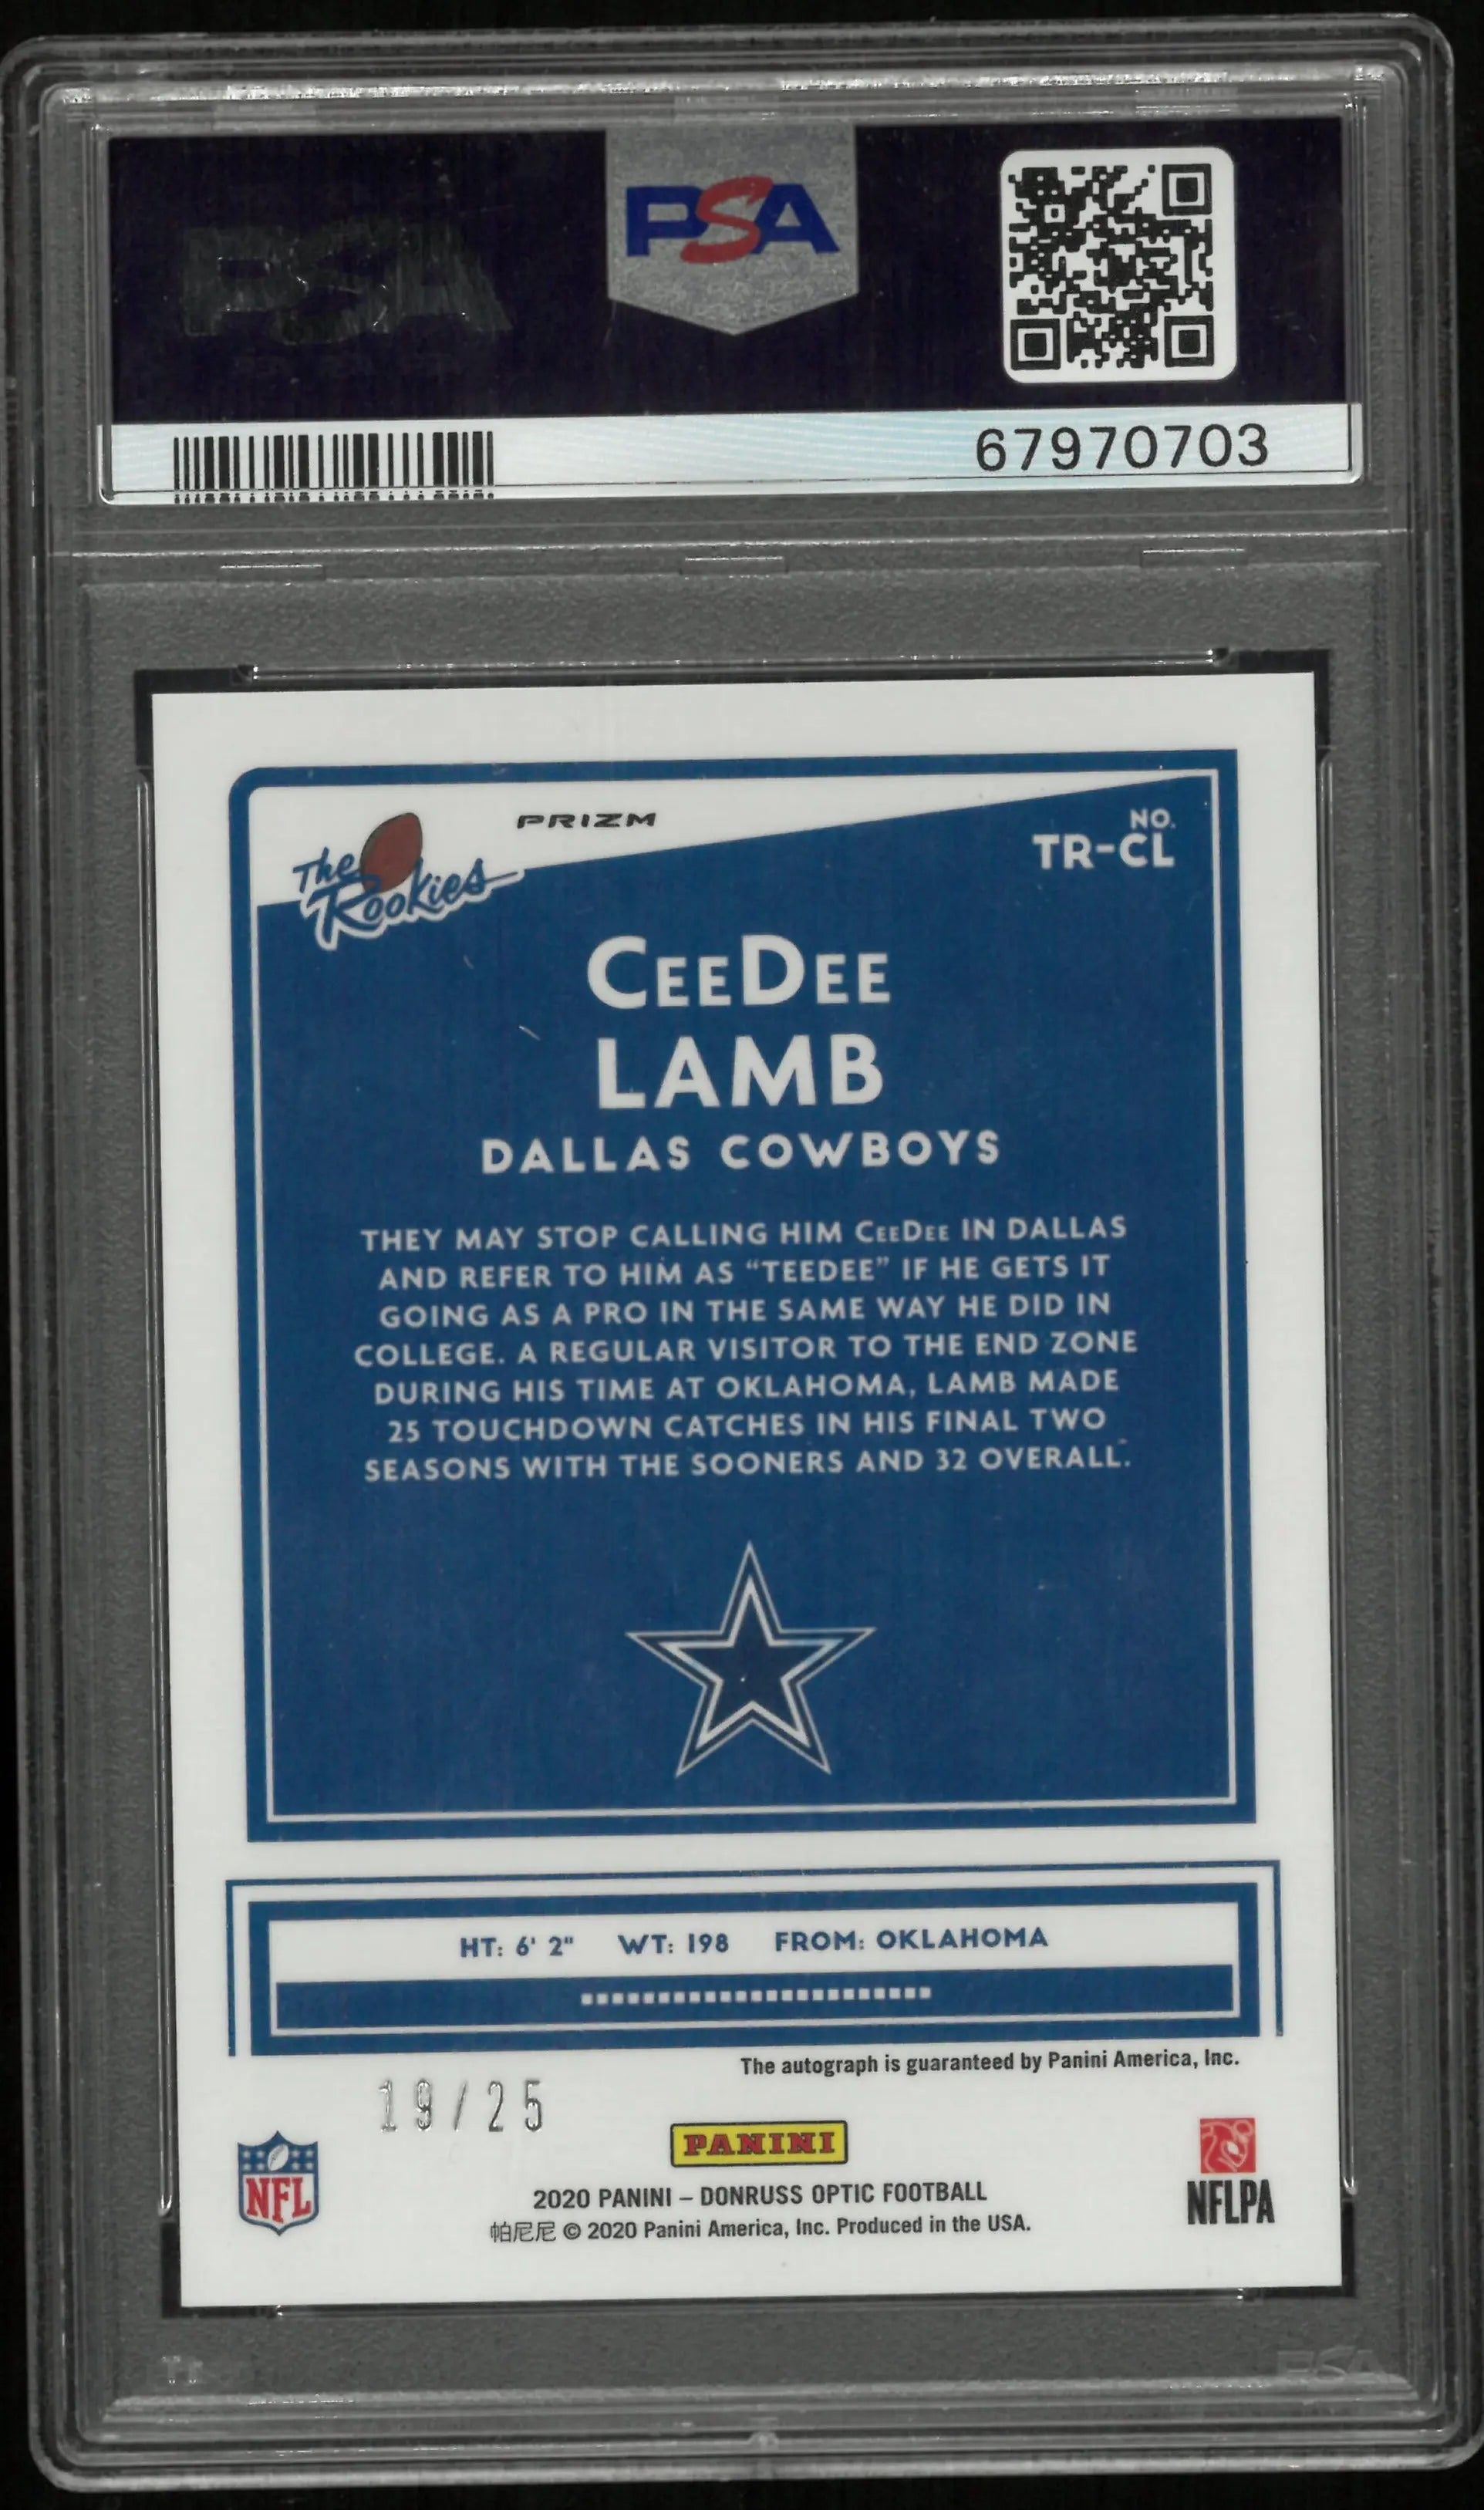 PSA
PSA
67970703
The Rookies
PRIZM
NO.
TR-CL
CEEDEE
LAMB
DALLAS COWBOYS
THEY MAY STOP CALLING HIM CEEDEE IN DALLAS
AND REFER TO HIM AS “TEEDEE” IF HE GETS IT
GOING AS A PRO IN THE SAME WAY HE DID IN
COLLEGE. A REGULAR VISITOR TO THE END ZONE
DURING HIS TIME AT OKLAHOMA, LAMB MADE
25 TOUCHDOWN CATCHES IN HIS FINAL TWO
SEASONS WITH THE SOONERS AND 32 OVERALL.
HT: 6' 2" WT: 198 FROM: OKLAHOMA
The autograph is guaranteed by Panini America, Inc.
19/25
PANINI
NFL
NFLPA
2020 PANINI – DONRUSS OPTIC FOOTBALL
帕尼尼 © 2020 Panini America, Inc. Produced in the USA.
PSA